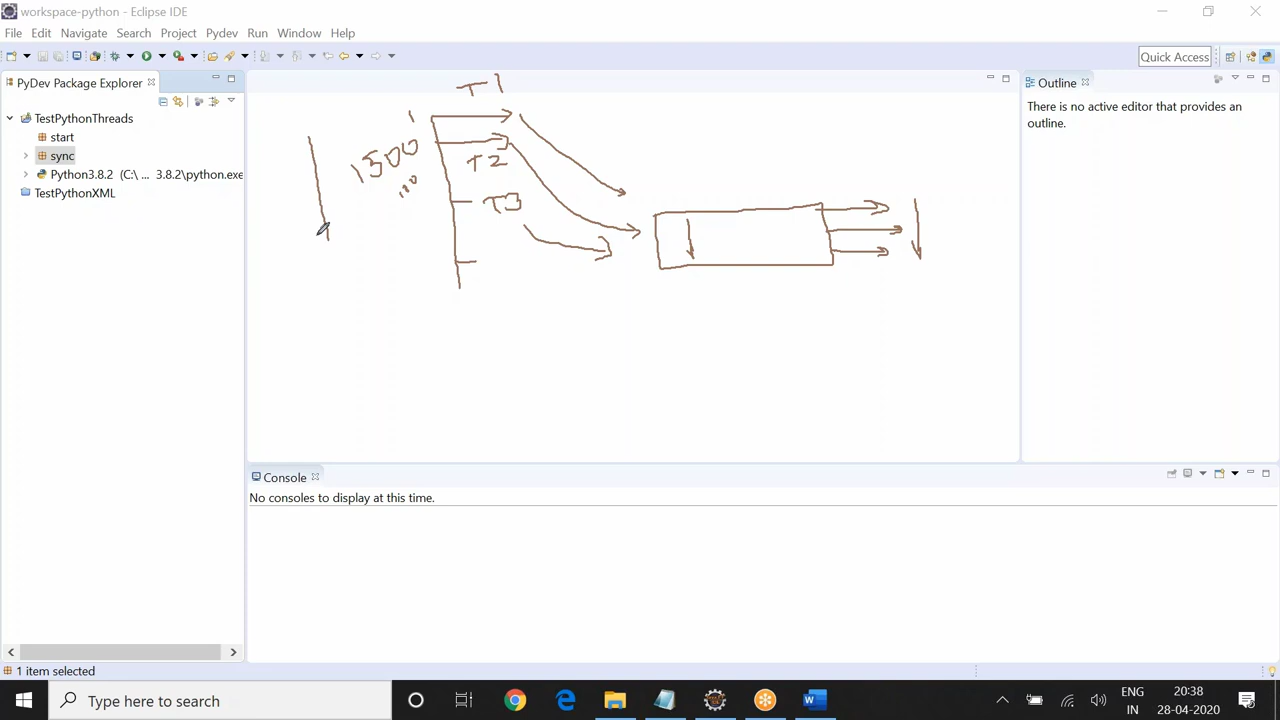 workspace-python - Eclipse IDE
File Edit Navigate Search Project Pydev Run Window Help
Quick Access
PyDev Package Explorer
TestPythonThreads
start
sync
Python3.8.2 (C:\ ... 3.8.2\python.exe
TestPythonXML
T1
1
1500
T2
T3
Outline
There is no active editor that provides an
outline.
Console
No consoles to display at this time.
1 item selected
Type here to search
ENG
IN
20:38
28-04-2020